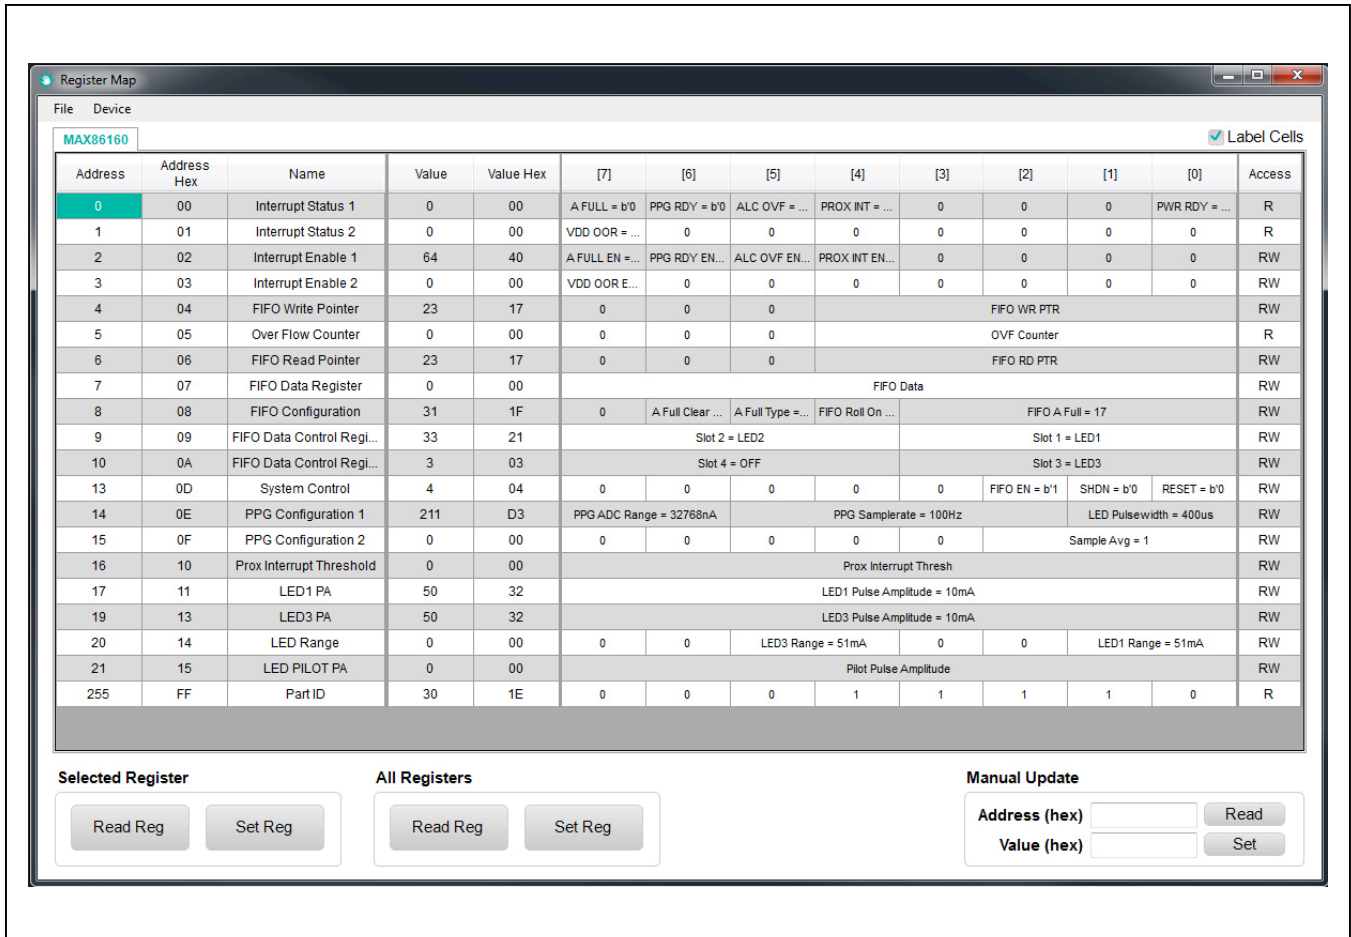 Register Map
File Device
MAX86160
Label Cells
Address Address Hex Name Value Value Hex [7] [6] [5] [4] [3] [2] [1] [0] Access
0 00 Interrupt Status 1 0 00 A FULL = b'0 PPG RDY = b'0 ALC OVF = ... PROX INT = ... 0 0 0 PWR RDY = ... R
1 01 Interrupt Status 2 0 00 VDD OOR = ... 0 0 0 0 0 0 0 R
2 02 Interrupt Enable 1 64 40 A FULL EN =... PPG RDY EN... ALC OVF EN... PROX INT EN... 0 0 0 0 RW
3 03 Interrupt Enable 2 0 00 VDD OOR E... 0 0 0 0 0 0 0 RW
4 04 FIFO Write Pointer 23 17 0 0 0 FIFO WR PTR RW
5 05 Over Flow Counter 0 00 0 0 0 OVF Counter R
6 06 FIFO Read Pointer 23 17 0 0 0 FIFO RD PTR RW
7 07 FIFO Data Register 0 00 FIFO Data RW
8 08 FIFO Configuration 31 1F 0 A Full Clear ... A Full Type =... FIFO Roll On ... FIFO A Full = 17 RW
9 09 FIFO Data Control Regi... 33 21 Slot 2 = LED2 Slot 1 = LED1 RW
10 0A FIFO Data Control Regi... 3 03 Slot 4 = OFF Slot 3 = LED3 RW
13 0D System Control 4 04 0 0 0 0 0 FIFO EN = b'1 SHDN = b'0 RESET = b'0 RW
14 0E PPG Configuration 1 211 D3 PPG ADC Range = 32768nA PPG Samplerate = 100Hz LED Pulsewidth = 400us RW
15 0F PPG Configuration 2 0 00 0 0 0 0 0 Sample Avg = 1 RW
16 10 Prox Interrupt Threshold 0 00 Prox Interrupt Thresh RW
17 11 LED1 PA 50 32 LED1 Pulse Amplitude = 10mA RW
19 13 LED3 PA 50 32 LED3 Pulse Amplitude = 10mA RW
20 14 LED Range 0 00 0 0 LED3 Range = 51mA 0 0 LED1 Range = 51mA RW
21 15 LED PILOT PA 0 00 Pilot Pulse Amplitude RW
255 FF Part ID 30 1E 0 0 0 1 1 1 1 0 R
Selected Register All Registers Manual Update
Read Reg Set Reg Read Reg Set Reg
Address (hex) Read
Value (hex) Set